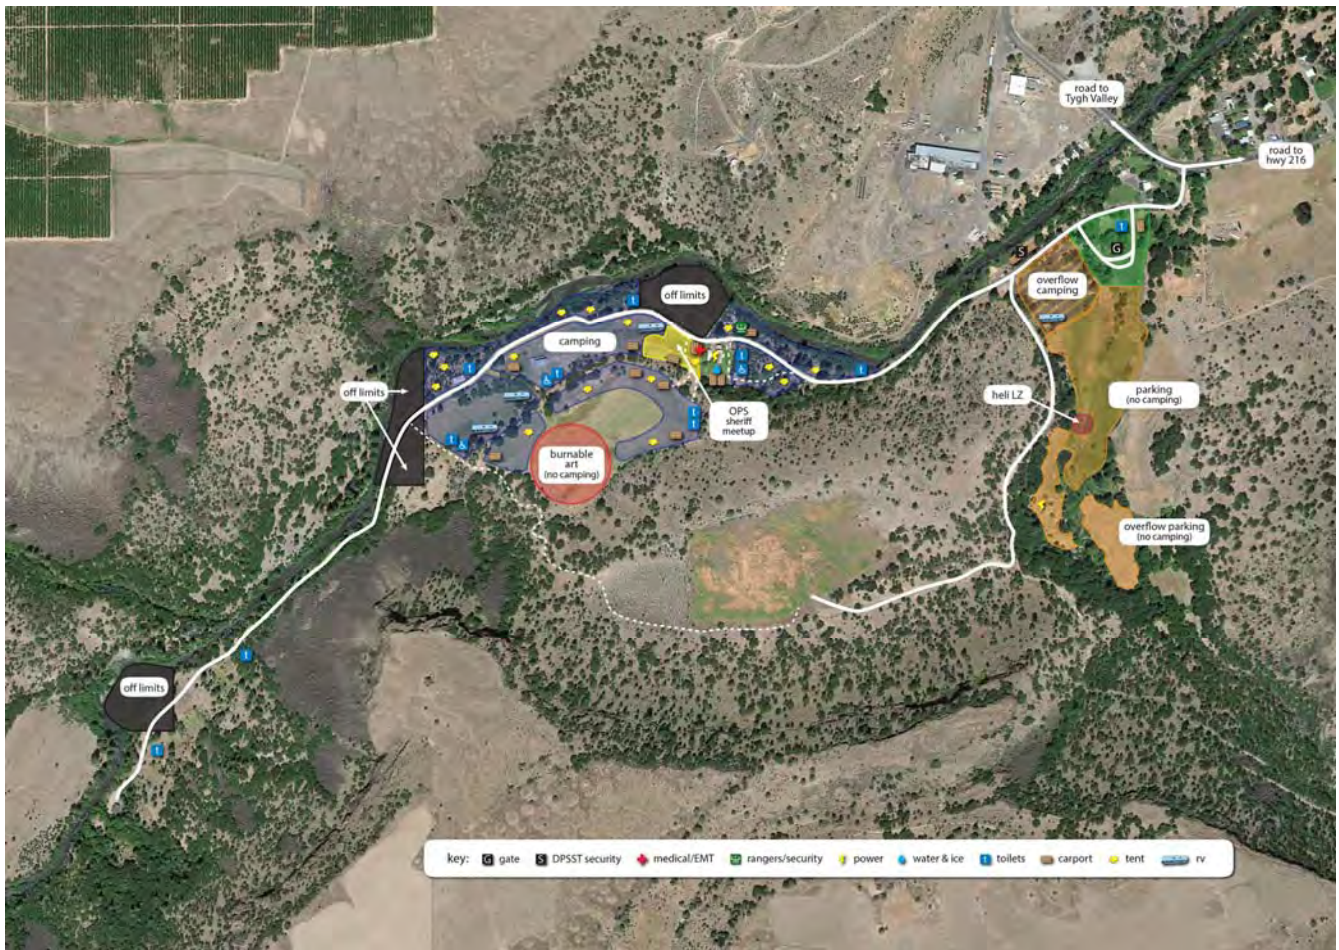 road to
Tygh Valley
road to
hwy 216
t
G
S
overflow
camping
off limits
t
camping
t
t
t
t
off limits
OPS
sheriff
meetup
heli LZ
parking
(no camping)
t
t
t
burnable
art
(no camping)
overflow parking
(no camping)
t
off limits
t
key: G gate S DPSST security medical/EMT rangers/security power water & ice t toilets carport tent rv